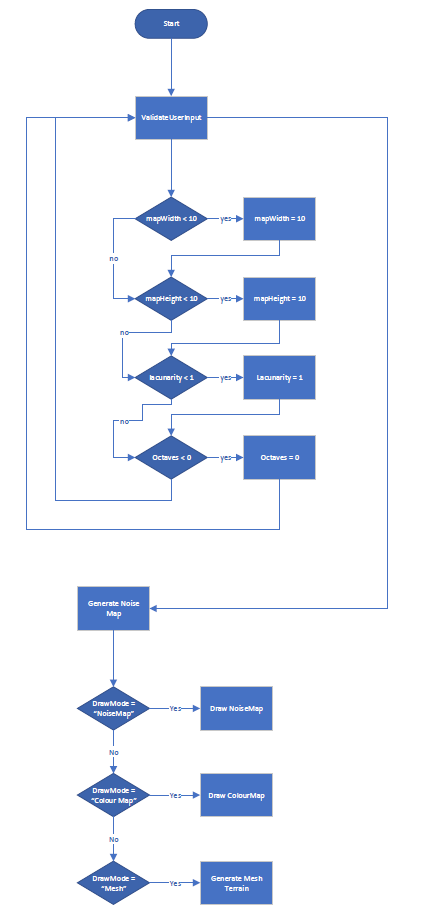 Start
ValidateUserInput
mapWidth < 10
yes
mapWidth = 10
no
mapHeight < 10
yes
mapHeight = 10
no
lacunarity < 1
yes
Lacunarity = 1
no
Octaves < 0
yes
Octaves = 0
Generate Noise
Map
DrawMode =
"NoiseMap"
Yes
Draw NoiseMap
No
DrawMode =
"Colour Map"
Yes
Draw ColourMap
No
DrawMode =
"Mesh"
Yes
Generate Mesh
Terrain